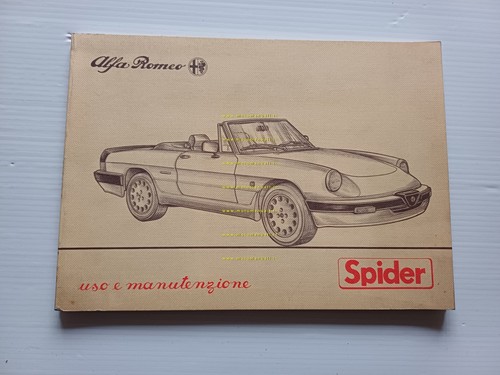 Alfa Romeo
uso e manutenzione
Spider